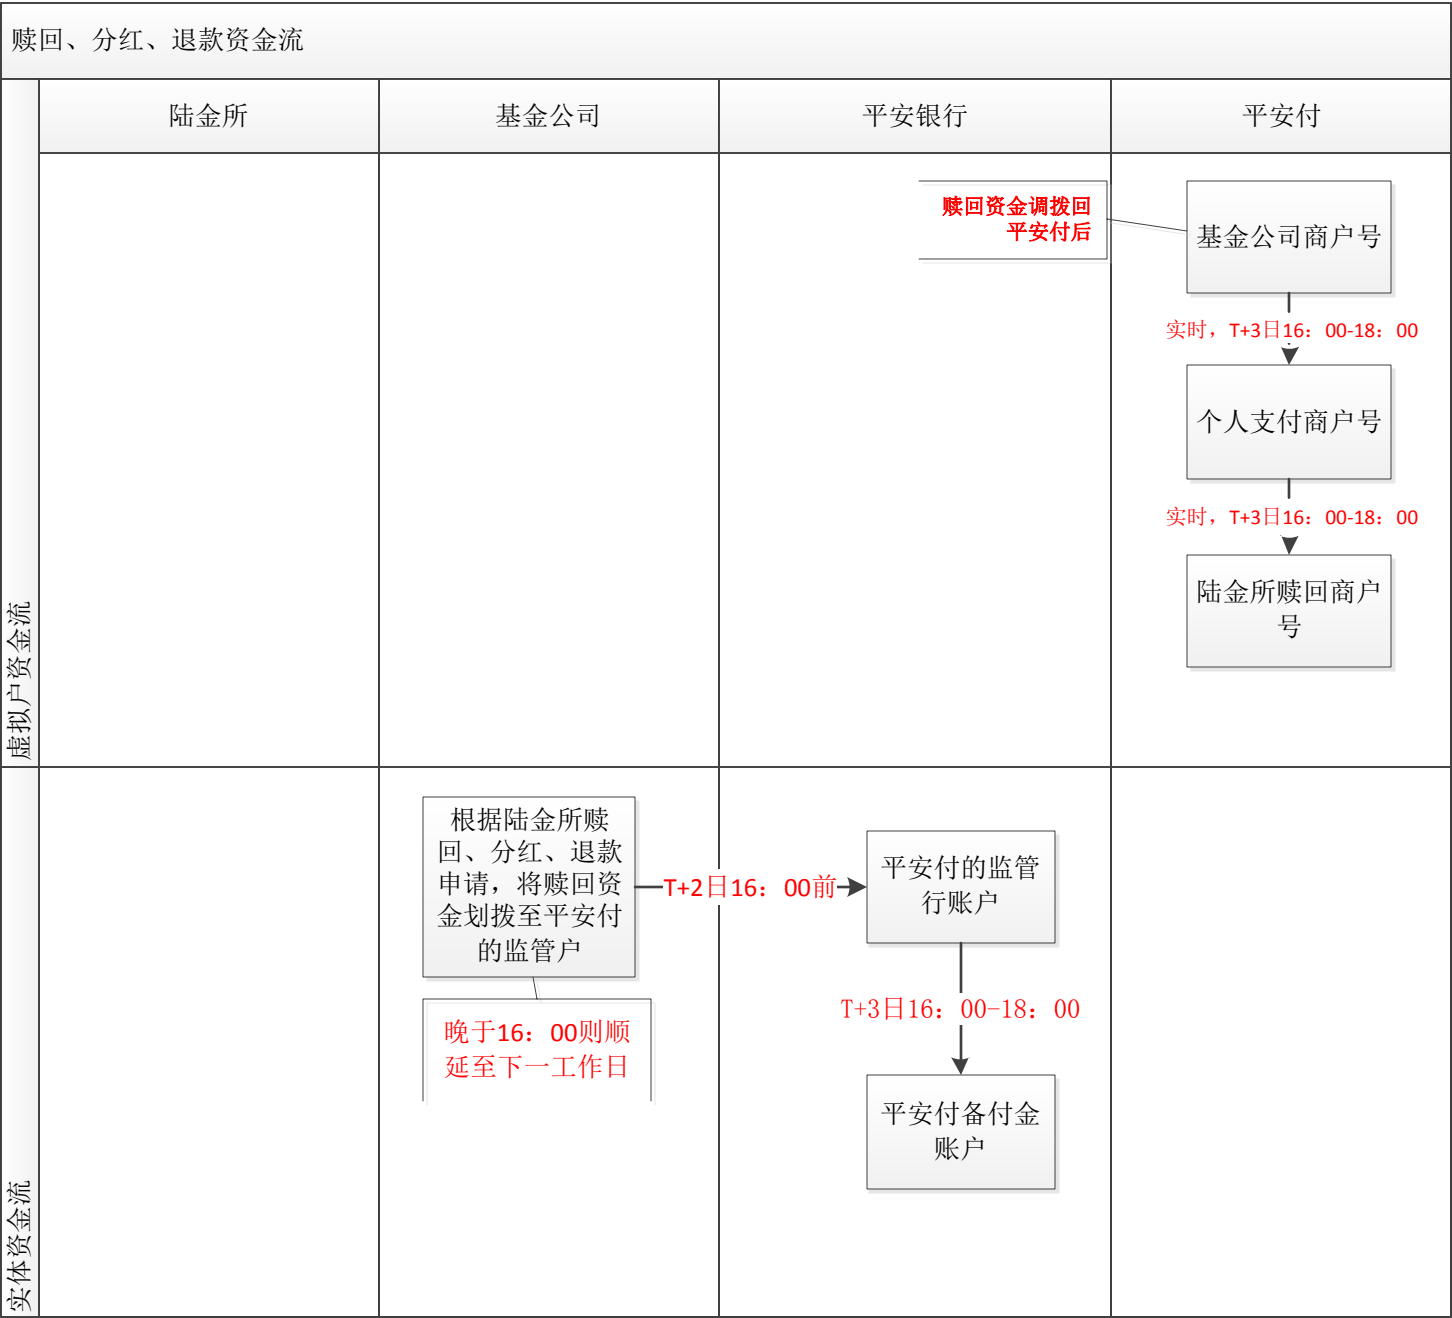 赎回、分红、退款资金流
陆金所
基金公司
平安银行
平安付
虚拟户资金流
赎回资金调拨回
平安付后
基金公司商户号
实时，T+3日16：00-18：00
个人支付商户号
实时，T+3日16：00-18：00
陆金所赎回商户
号
实体资金流
根据陆金所赎
回、分红、退款
申请，将赎回资
金划拨至平安付
的监管户
T+2日16：00前
平安付的监管
行账户
晚于16：00则顺
延至下一工作日
T+3日16：00-18：00
平安付备付金
账户